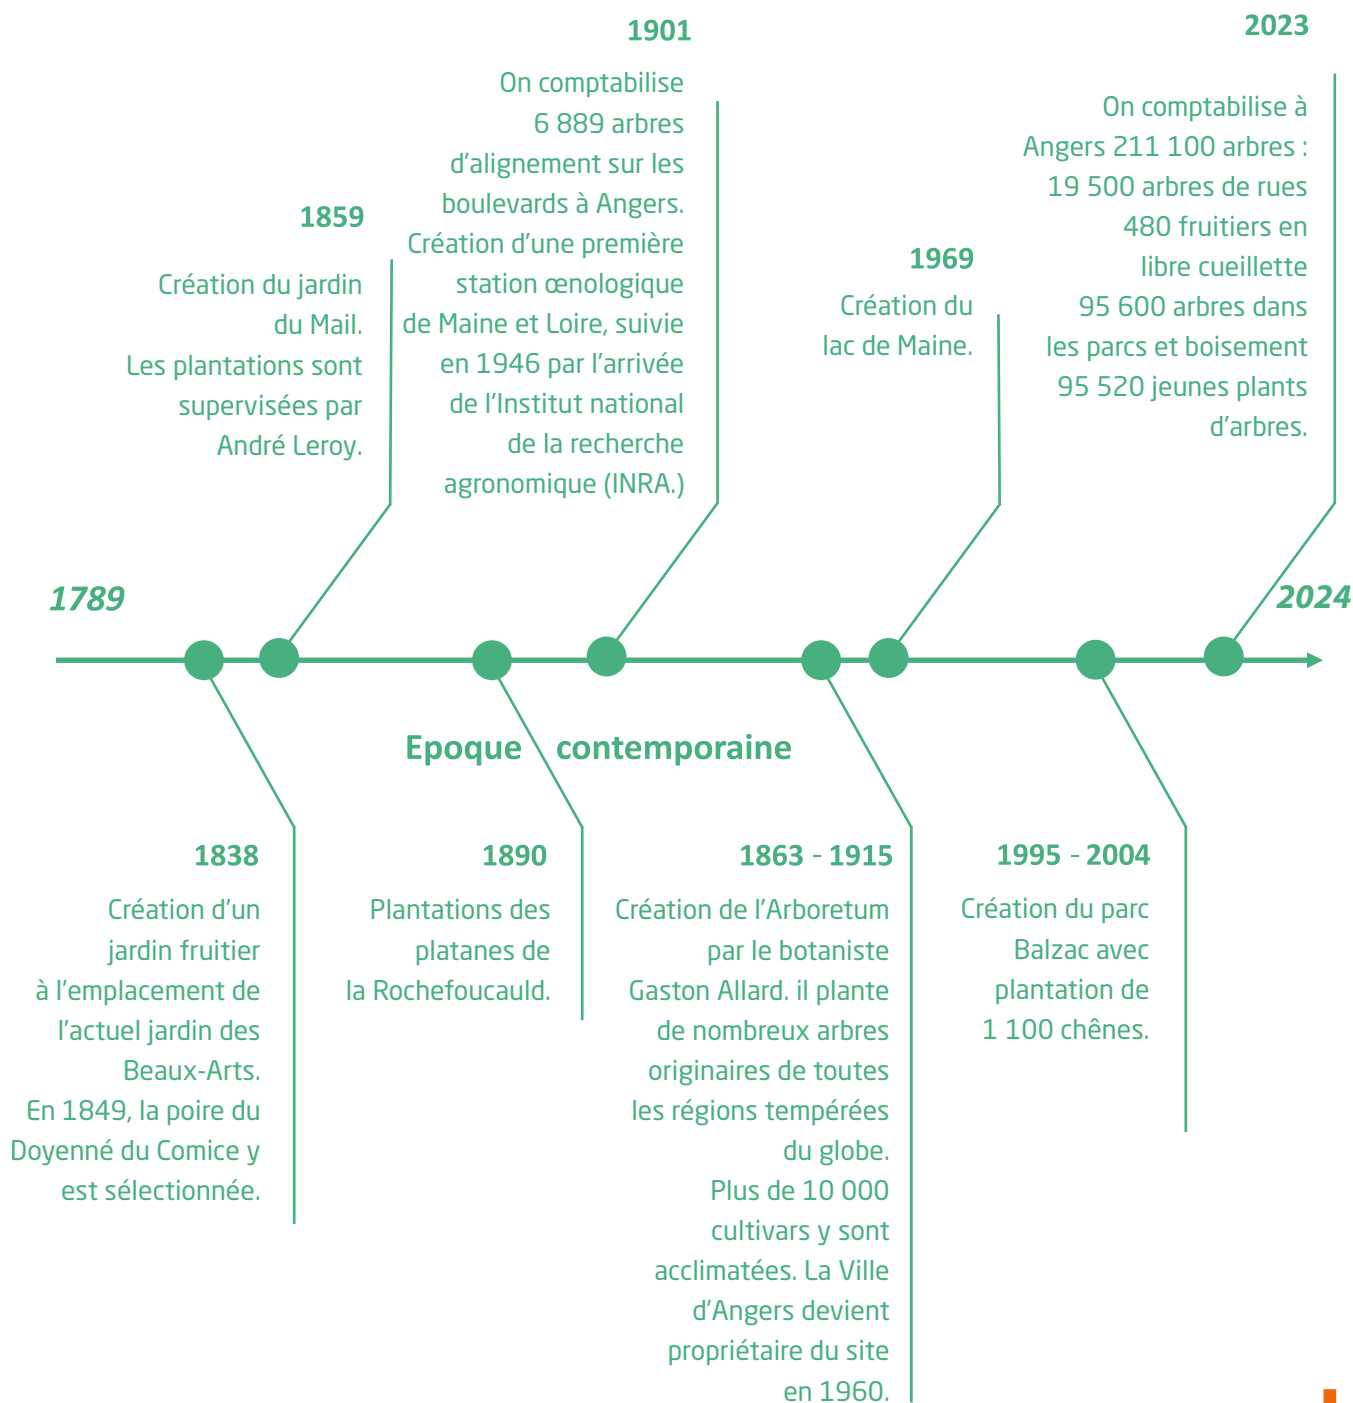 1859
Création du jardin
du Mail.
Les plantations sont
supervisées par
André Leroy.
1901
On comptabilise
6 889 arbres
d’alignement sur les
boulevards à Angers.
Création d’une première
station œnologique
de Maine et Loire, suivie
en 1946 par l’arrivée
de l’Institut national
de la recherche
agronomique (INRA.)
1969
Création du
lac de Maine.
2023
On comptabilise à
Angers 211 100 arbres :
19 500 arbres de rues
480 fruitiers en
libre cueillette
95 600 arbres dans
les parcs et boisement
95 520 jeunes plants
d’arbres.
1789
2024
Epoque contemporaine
1838
Création d’un
jardin fruitier
à l’emplacement de
l’actuel jardin des
Beaux-Arts.
En 1849, la poire du
Doyenné du Comice y
est sélectionnée.
1890
Plantations des
platanes de
la Rochefoucauld.
1863 - 1915
Création de l’Arboretum
par le botaniste
Gaston Allard. il plante
de nombreux arbres
originaires de toutes
les régions tempérées
du globe.
Plus de 10 000
cultivars y sont
acclimatées. La Ville
d’Angers devient
propriétaire du site
en 1960.
1995 - 2004
Création du parc
Balzac avec
plantation de
1 100 chênes.